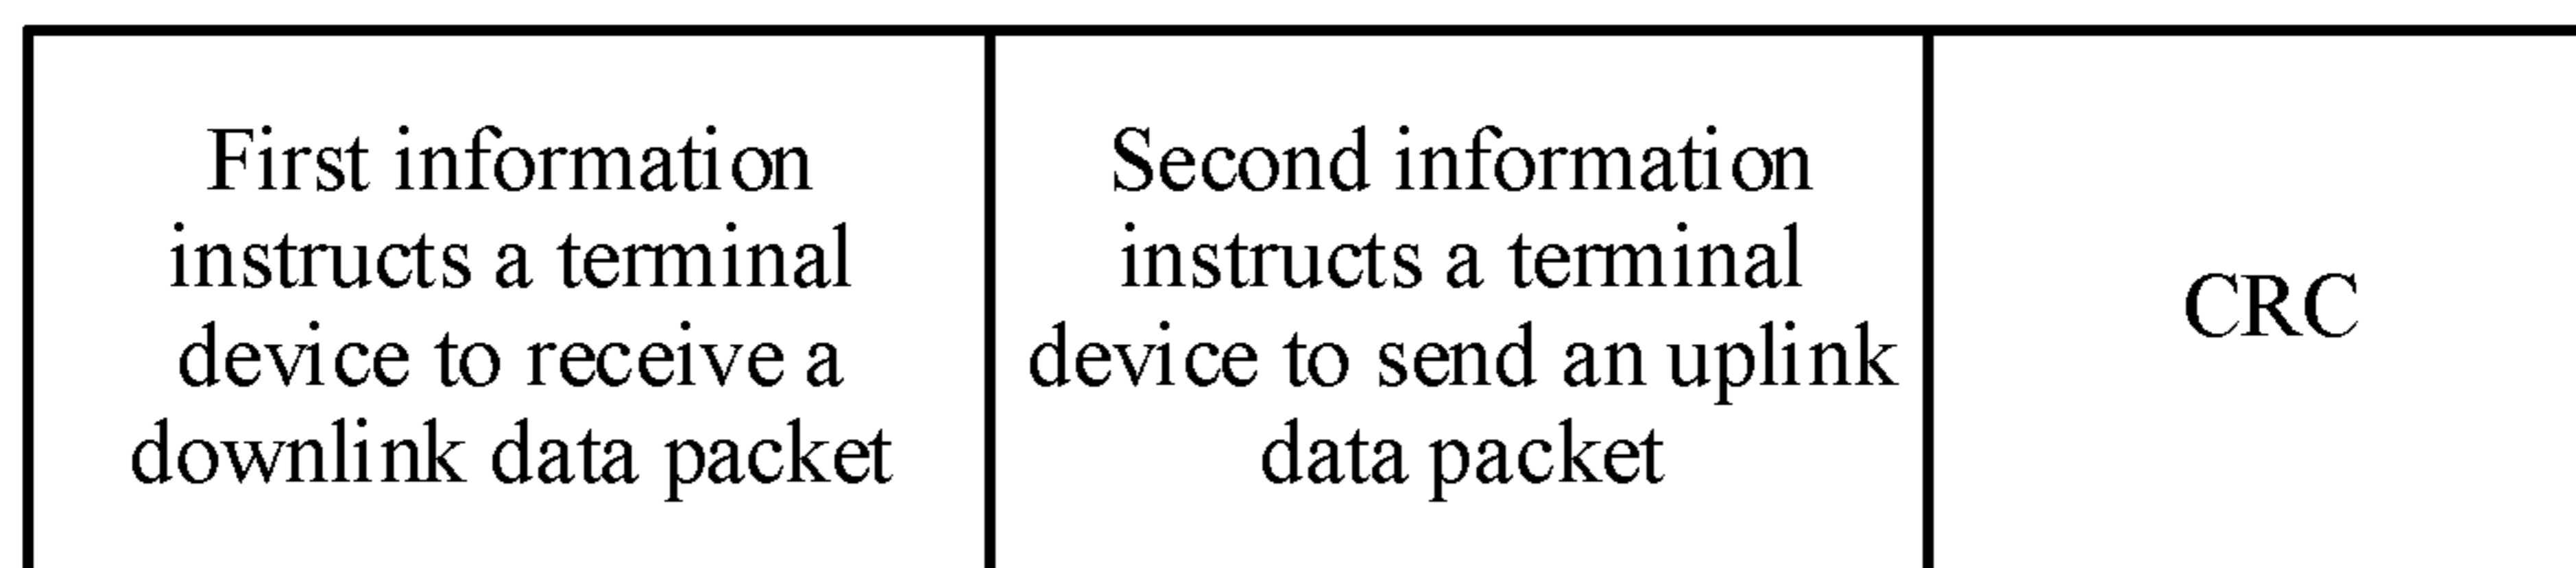 First information
instructs a terminal
device to receive a
downlink data packet
Second information
instructs a terminal
device to send an uplink
data packet
CRC